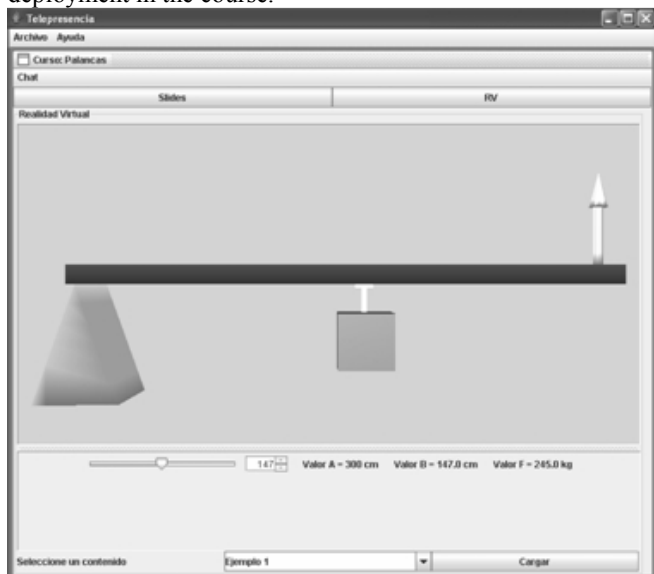 deployment in the course.
Telepresencia
Archivo Ayuda
Curso: Palancas
Chat
Slides RV
Realidad Virtual
147 Valor A = 300 cm Valor B = 147.0 cm Valor F = 245.0 kg
Seleccione un contenido Ejemplo 1 Cargar